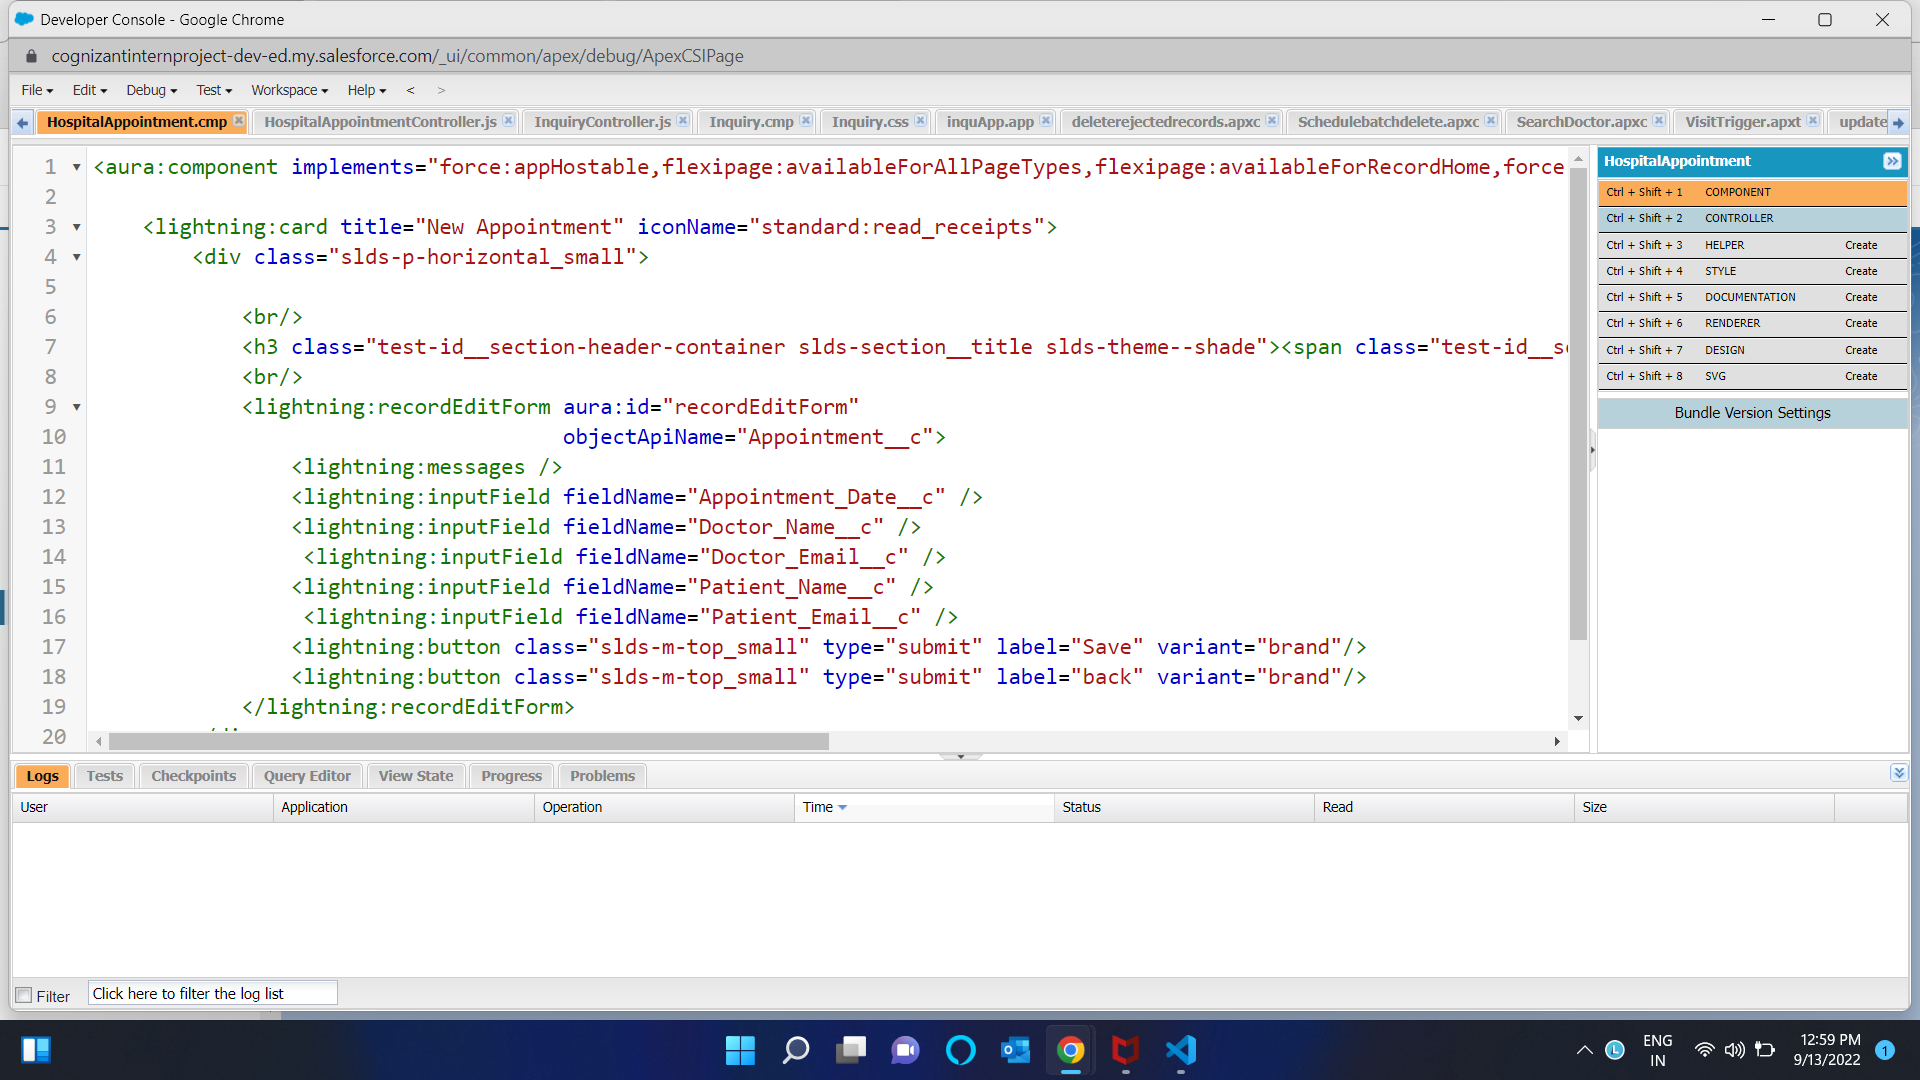 Developer Console - Google Chrome
cognizantinternproject-dev-ed.my.salesforce.com/_ui/common/apex/debug/ApexCSIPage
File Edit Debug Test Workspace Help < >
HospitalAppointment.cmp HospitalAppointmentController.js InquiryController.js Inquiry.cmp Inquiry.css inquApp.app deleterejectedrecords.apxc Schedulebatchdelete.apxc SearchDoctor.apxc VisitTrigger.apxt update
1 <aura:component implements="force:appHostable,flexipage:availableForAllPageTypes,flexipage:availableForRecordHome,force
2
3 <lightning:card title="New Appointment" iconName="standard:read_receipts">
4 <div class="slds-p-horizontal_small">
5
6 <br/>
7 <h3 class="test-id__section-header-container slds-section__title slds-theme--shade"><span class="test-id__se
8 <br/>
9 <lightning:recordEditForm aura:id="recordEditForm"
10 objectApiName="Appointment__c">
11 <lightning:messages />
12 <lightning:inputField fieldName="Appointment_Date__c" />
13 <lightning:inputField fieldName="Doctor_Name__c" />
14 <lightning:inputField fieldName="Doctor_Email__c" />
15 <lightning:inputField fieldName="Patient_Name__c" />
16 <lightning:inputField fieldName="Patient_Email__c" />
17 <lightning:button class="slds-m-top_small" type="submit" label="Save" variant="brand"/>
18 <lightning:button class="slds-m-top_small" type="submit" label="back" variant="brand"/>
19 </lightning:recordEditForm>
20
HospitalAppointment
Ctrl + Shift + 1 COMPONENT
Ctrl + Shift + 2 CONTROLLER
Ctrl + Shift + 3 HELPER Create
Ctrl + Shift + 4 STYLE Create
Ctrl + Shift + 5 DOCUMENTATION Create
Ctrl + Shift + 6 RENDERER Create
Ctrl + Shift + 7 DESIGN Create
Ctrl + Shift + 8 SVG Create
Bundle Version Settings
Logs Tests Checkpoints Query Editor View State Progress Problems
User Application Operation Time Status Read Size
Filter Click here to filter the log list
ENG
IN
12:59 PM
9/13/2022
1